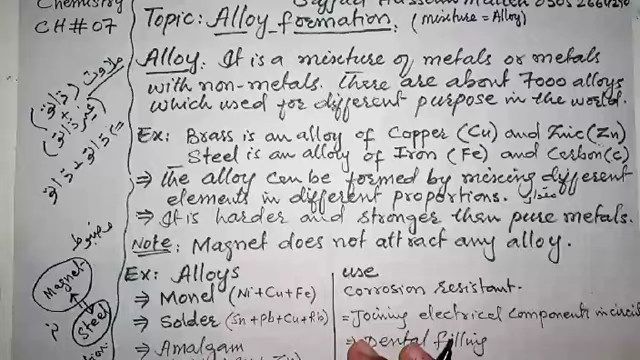 Chemistry
CH # 07
Topic: Alloy formation. (mixture = Alloy)
Alloy: It is a mixture of metals or metals
with non-metals. There are about 7000 alloys
which used for different purpose in the world.
Ex: Brass is an alloy of Copper (Cu) and Zinc (Zn)
Steel is an alloy of Iron (Fe) and Carbon (C)
⇒ The alloy can be formed by mixing different
elements in different proportions. مقدار
⇒ It is harder and stronger than pure metals.
Note: Magnet does not attract any alloy.
ملاوٹ
مضبوط
Magnet
Steel
Ex: Alloys
⇒ Monel (Ni+Cu+Fe)
⇒ Solder (Sn+Pb+Cu+Rb)
⇒ Amalgam
use
corrosion resistant.
= Joining electrical components in
⇒ Dental filling